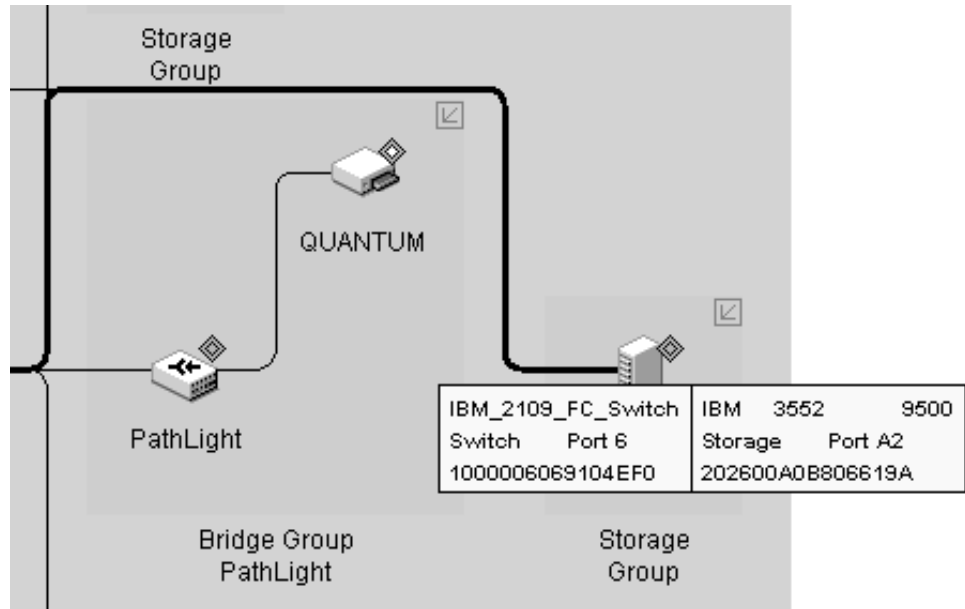 Storage
Group
QUANTUM
PathLight
IBM_2109_FC_Switch
Switch Port 6
1000006069104EF0
IBM 3552 9500
Storage Port A2
202600A0B806619A
Bridge Group
PathLight
Storage
Group